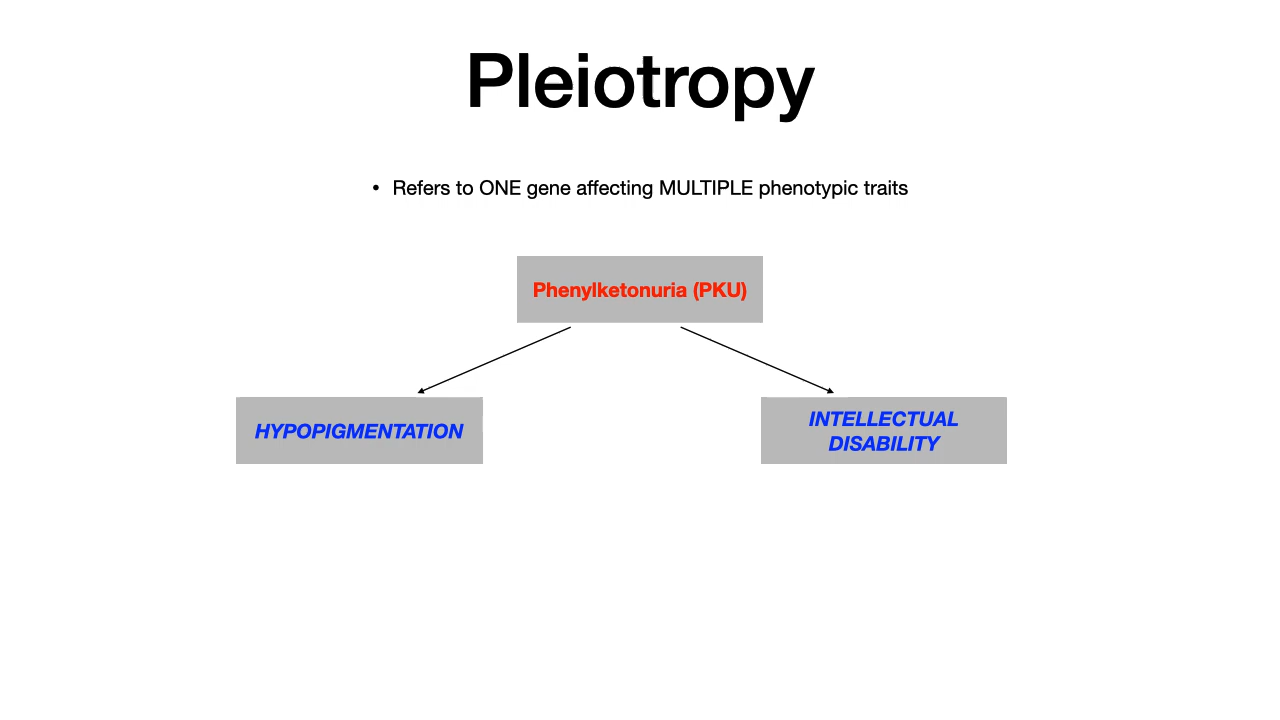 Pleiotropy
• Refers to ONE gene affecting MULTIPLE phenotypic traits
Phenylketonuria (PKU)
HYPOPIGMENTATION
INTELLECTUAL
DISABILITY